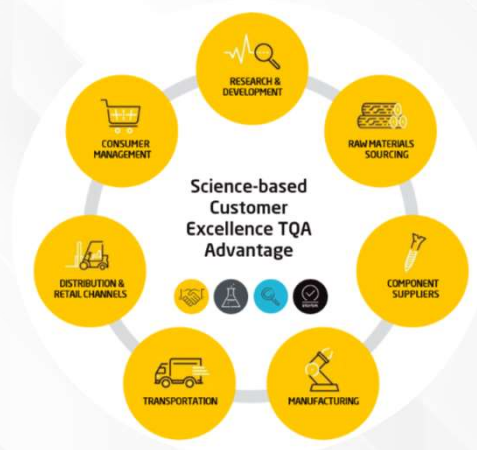 RESEARCH &
DEVELOPMENT
CONSUMER
MANAGEMENT
RAW MATERIALS
SOURCING
Science-based
Customer
Excellence TQA
Advantage
DISTRIBUTION &
RETAIL CHANNELS
COMPONENT
SUPPLIERS
TRANSPORTATION
MANUFACTURING